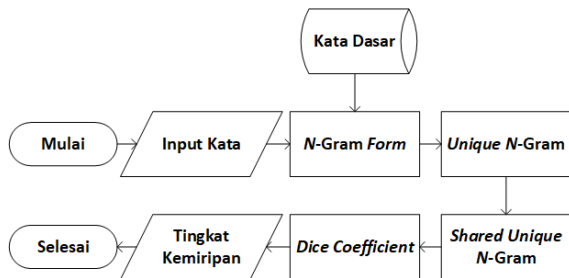 Kata Dasar
Mulai
Input Kata
N-Gram Form
Unique N-Gram
Selesai
Tingkat
Kemiripan
Dice Coefficient
Shared Unique
N-Gram